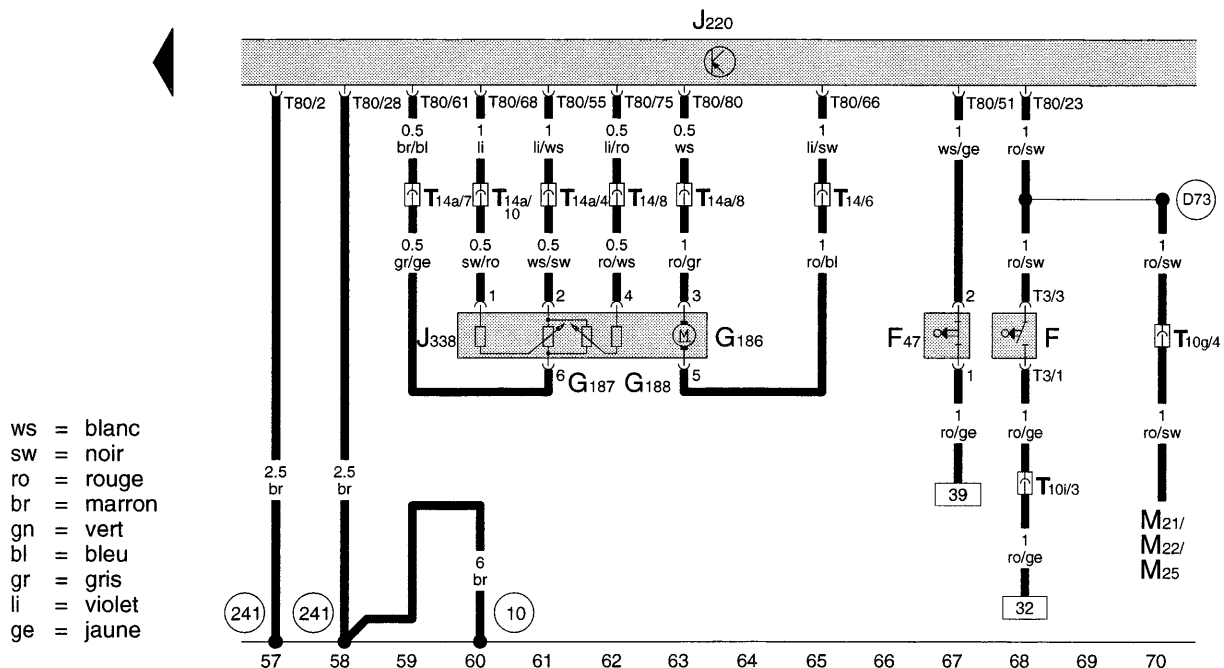 J220
T80/2 T80/28 T80/61 T80/68 T80/55 T80/75 T80/80 T80/66 T80/51 T80/23
0.5 1 1 0.5 0.5 1 1 1
br/bl li li/ws li/ro ws li/sw ws/ge ro/sw
T14a/7 T14a/10 T14a/4 T14/8 T14a/8 T14/6 D73
0.5 0.5 0.5 0.5 1 1 1 1
gr/ge sw/ro ws/sw ro/ws ro/gr ro/bl ro/sw ro/sw
1 2 4 3 2 T3/3
J338 M G186 F47 F T10g/4
6 G187 G188 5 1 T3/1
1 1 1
ro/ge ro/ge ro/sw
39 T10i/3
M21/
M22/
M25
1
ro/ge
32
ws = blanc
sw = noir
ro = rouge
br = marron
gn = vert
bl = bleu
gr = gris
li = violet
ge = jaune
2.5 2.5
br br
6
br
241 241 10
57 58 59 60 61 62 63 64 65 66 67 68 69 70